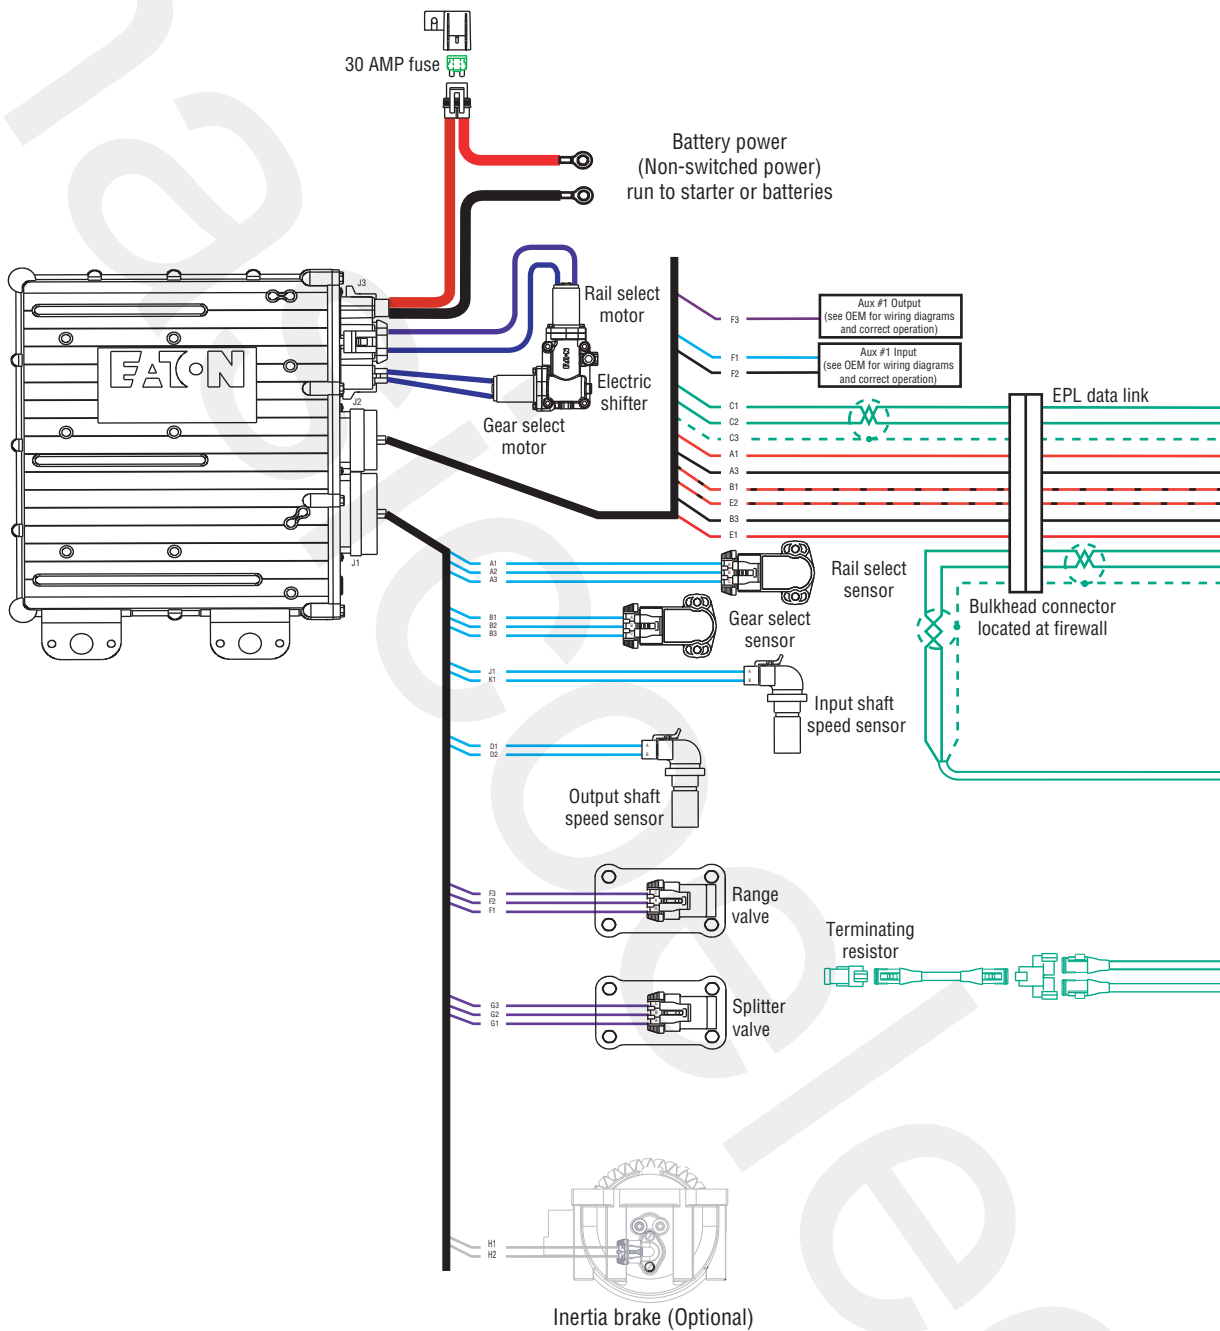 30 AMP fuse
Battery power
(Non-switched power)
run to starter or batteries
J3
Rail select
motor
EATON
EATON
Electric
shifter
J2
Gear select
motor
J1
F3
Aux #1 Output
(see OEM for wiring diagrams
and correct operation)
F1
F2
Aux #1 Input
(see OEM for wiring diagrams
and correct operation)
C1
C2
C3
A1
A3
B1
E2
B3
E1
EPL data link
Bulkhead connector
located at firewall
A1
A2
A3
Rail select
sensor
B1
B2
B3
Gear select
sensor
J1
K1
A
B
Input shaft
speed sensor
D1
D2
A
B
Output shaft
speed sensor
F3
F2
F1
Range
valve
Terminating
resistor
G3
G2
G1
Splitter
valve
H1
H2
Inertia brake (Optional)